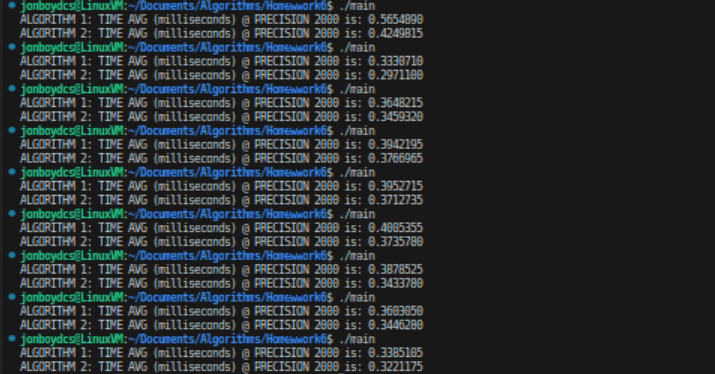 jonboydcs@LinuxVM:~/Documents/Algorithms/Homewwork6$ ./main
ALGORITHM 1: TIME AVG (milliseconds) @ PRECISION 2000 is: 0.5654890
ALGORITHM 2: TIME AVG (milliseconds) @ PRECISION 2000 is: 0.4249815
jonboydcs@LinuxVM:~/Documents/Algorithms/Homewwork6$ ./main
ALGORITHM 1: TIME AVG (milliseconds) @ PRECISION 2000 is: 0.3330710
ALGORITHM 2: TIME AVG (milliseconds) @ PRECISION 2000 is: 0.2971100
jonboydcs@LinuxVM:~/Documents/Algorithms/Homewwork6$ ./main
ALGORITHM 1: TIME AVG (milliseconds) @ PRECISION 2000 is: 0.3648215
ALGORITHM 2: TIME AVG (milliseconds) @ PRECISION 2000 is: 0.3459320
jonboydcs@LinuxVM:~/Documents/Algorithms/Homewwork6$ ./main
ALGORITHM 1: TIME AVG (milliseconds) @ PRECISION 2000 is: 0.3942195
ALGORITHM 2: TIME AVG (milliseconds) @ PRECISION 2000 is: 0.3766965
jonboydcs@LinuxVM:~/Documents/Algorithms/Homewwork6$ ./main
ALGORITHM 1: TIME AVG (milliseconds) @ PRECISION 2000 is: 0.3952715
ALGORITHM 2: TIME AVG (milliseconds) @ PRECISION 2000 is: 0.3712735
jonboydcs@LinuxVM:~/Documents/Algorithms/Homewwork6$ ./main
ALGORITHM 1: TIME AVG (milliseconds) @ PRECISION 2000 is: 0.4005355
ALGORITHM 2: TIME AVG (milliseconds) @ PRECISION 2000 is: 0.3735780
jonboydcs@LinuxVM:~/Documents/Algorithms/Homewwork6$ ./main
ALGORITHM 1: TIME AVG (milliseconds) @ PRECISION 2000 is: 0.3878525
ALGORITHM 2: TIME AVG (milliseconds) @ PRECISION 2000 is: 0.3433780
jonboydcs@LinuxVM:~/Documents/Algorithms/Homewwork6$ ./main
ALGORITHM 1: TIME AVG (milliseconds) @ PRECISION 2000 is: 0.3603050
ALGORITHM 2: TIME AVG (milliseconds) @ PRECISION 2000 is: 0.3446280
jonboydcs@LinuxVM:~/Documents/Algorithms/Homewwork6$ ./main
ALGORITHM 1: TIME AVG (milliseconds) @ PRECISION 2000 is: 0.3385105
ALGORITHM 2: TIME AVG (milliseconds) @ PRECISION 2000 is: 0.3221175